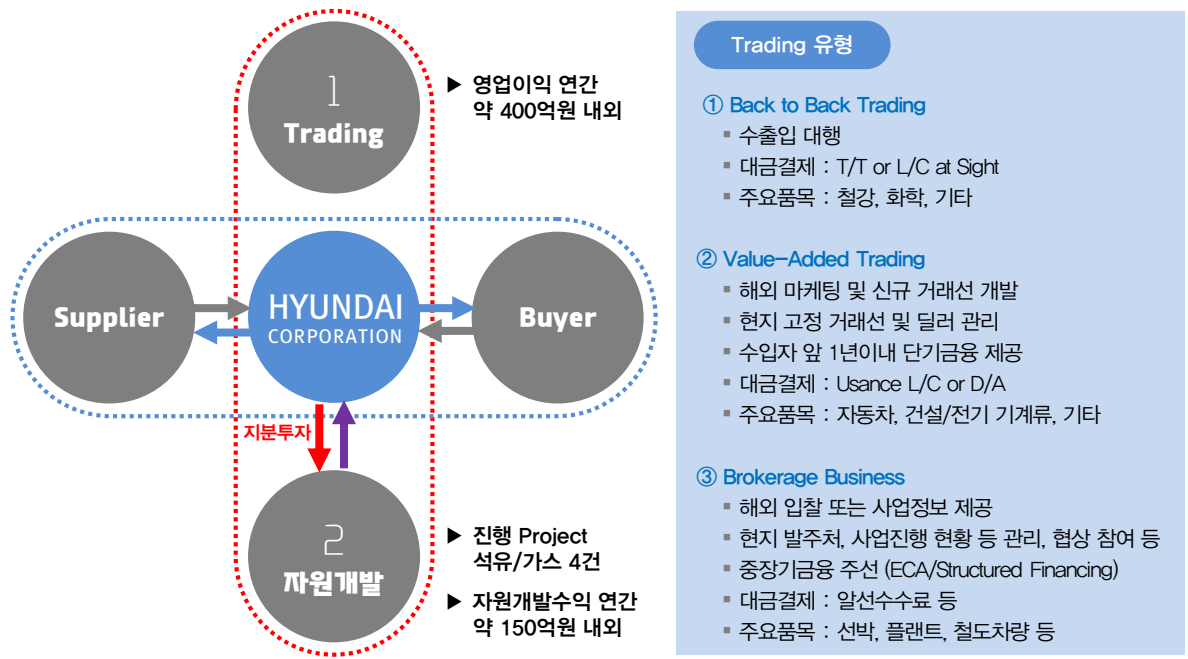 1
Trading
▶ 영업이익 연간
약 400억원 내외
Supplier
HYUNDAI
CORPORATION
Buyer
지분투자
2
자원개발
▶ 진행 Project
석유/가스 4건
▶ 자원개발수익 연간
약 150억원 내외
Trading 유형
① Back to Back Trading
▪ 수출입 대행
▪ 대금결제 : T/T or L/C at Sight
▪ 주요품목 : 철강, 화학, 기타
② Value-Added Trading
▪ 해외 마케팅 및 신규 거래선 개발
▪ 현지 고정 거래선 및 딜러 관리
▪ 수입자 앞 1년이내 단기금융 제공
▪ 대금결제 : Usance L/C or D/A
▪ 주요품목 : 자동차, 건설/전기 기계류, 기타
③ Brokerage Business
▪ 해외 입찰 또는 사업정보 제공
▪ 현지 발주처, 사업진행 현황 등 관리, 협상 참여 등
▪ 중장기금융 주선 (ECA/Structured Financing)
▪ 대금결제 : 알선수수료 등
▪ 주요품목 : 선박, 플랜트, 철도차량 등